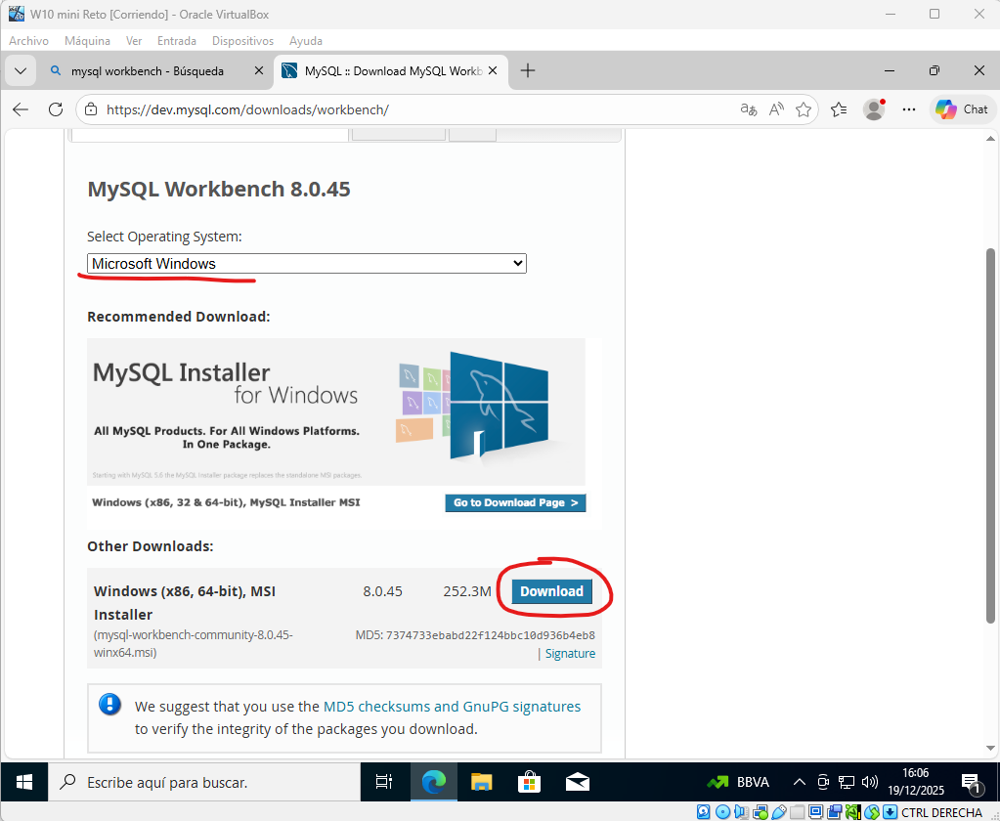 W10 mini Reto [Corriendo] - Oracle VirtualBox
Archivo Máquina Ver Entrada Dispositivos Ayuda
mysql workbench - Búsqueda
MySQL :: Download MySQL Workb
https://dev.mysql.com/downloads/workbench/
Chat
MySQL Workbench 8.0.45
Select Operating System:
Microsoft Windows
Recommended Download:
MySQL Installer
for Windows
All MySQL Products. For All Windows Platforms.
In One Package.
Starting with MySQL 5.6 the MySQL Installer package replaces the standalone MSI packages.
Windows (x86, 32 & 64-bit), MySQL Installer MSI
Go to Download Page >
Other Downloads:
Windows (x86, 64-bit), MSI 8.0.45 252.3M Download
Installer
(mysql-workbench-community-8.0.45- MD5: 7374733ebabd22f124bbc10d936b4eb8
winx64.msi) | Signature
We suggest that you use the MD5 checksums and GnuPG signatures
to verify the integrity of the packages you download.
Escribe aquí para buscar.
BBVA
16:06
19/12/2025
1
CTRL DERECHA